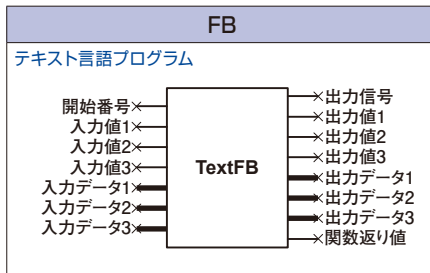 FB
テキスト言語プログラム
開始番号
入力値1
入力値2
入力値3
入力データ1
入力データ2
入力データ3
TextFB
出力信号
出力値1
出力値2
出力値3
出力データ1
出力データ2
出力データ3
関数返り値